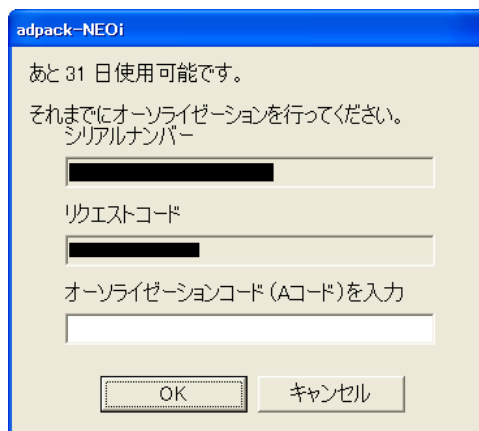 adpack-NEOi
あと 31 日使用可能です。
それまでにオーソライゼーションを行ってください。
シリアルナンバー
リクエストコード
オーソライゼーションコード（Aコード）を入力
OK
キャンセル